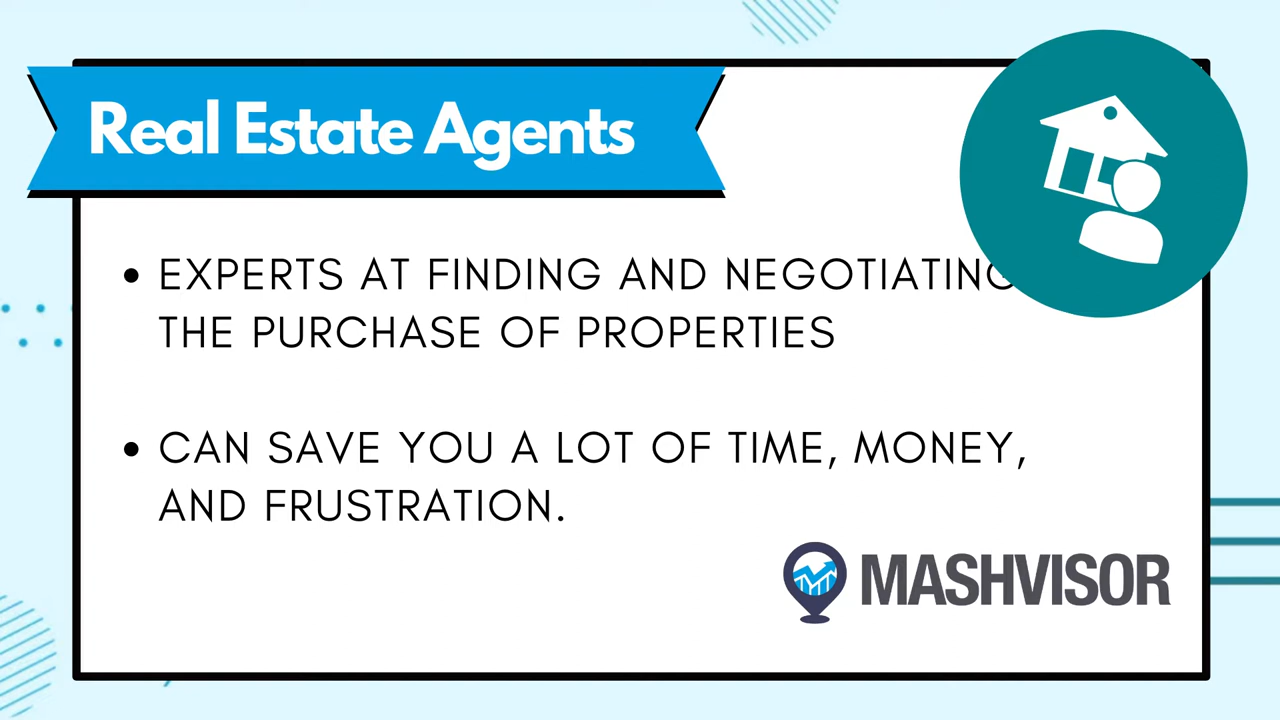 Real Estate Agents
• EXPERTS AT FINDING AND NEGOTIATING
THE PURCHASE OF PROPERTIES
• CAN SAVE YOU A LOT OF TIME, MONEY,
AND FRUSTRATION.
MASHVISOR